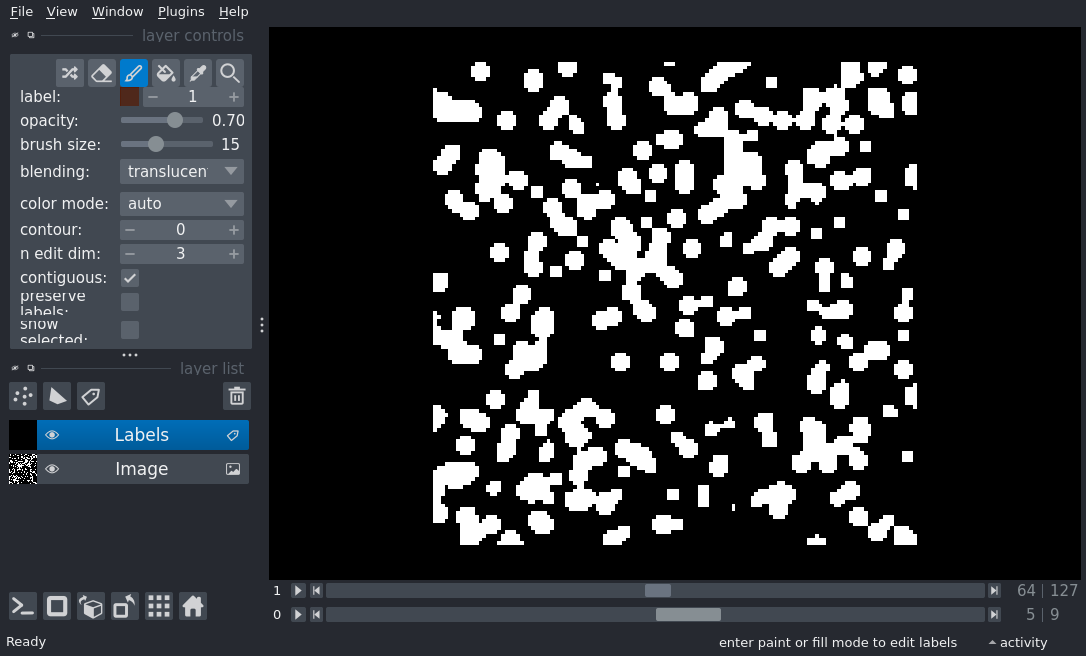 File View Window Plugins Help
layer controls
label: 1
opacity: 0.70
brush size: 15
blending: translucen
color mode: auto
contour: 0
n edit dim: 3
contiguous:
preserve
labels:
show
selected:
layer list
Labels
Image
1 64 | 127
0 5 | 9
Ready enter paint or fill mode to edit labels activity